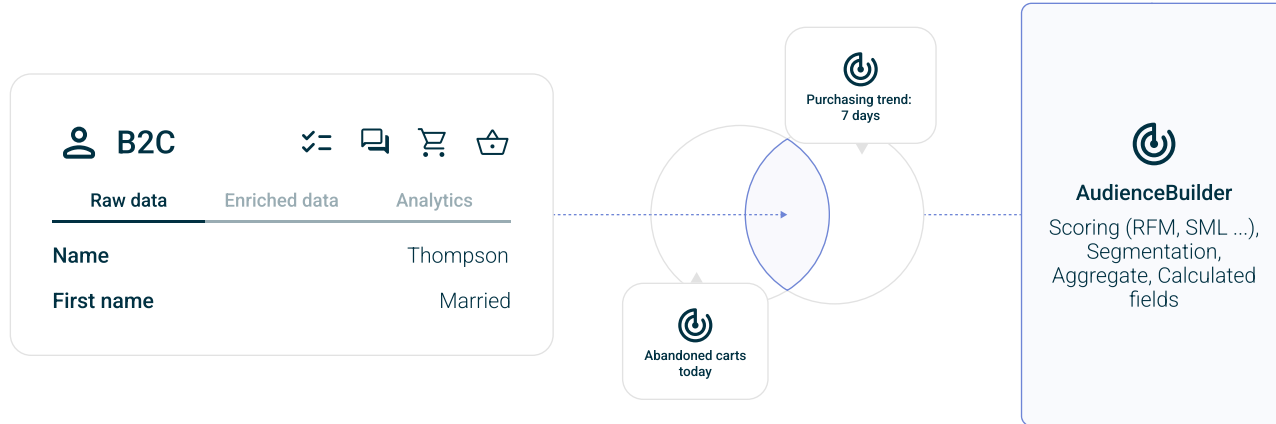 B2C
Raw data Enriched data Analytics
Name Thompson
First name Married
Purchasing trend:
7 days
Abandoned carts
today
AudienceBuilder
Scoring (RFM, SML ...),
Segmentation,
Aggregate, Calculated
fields